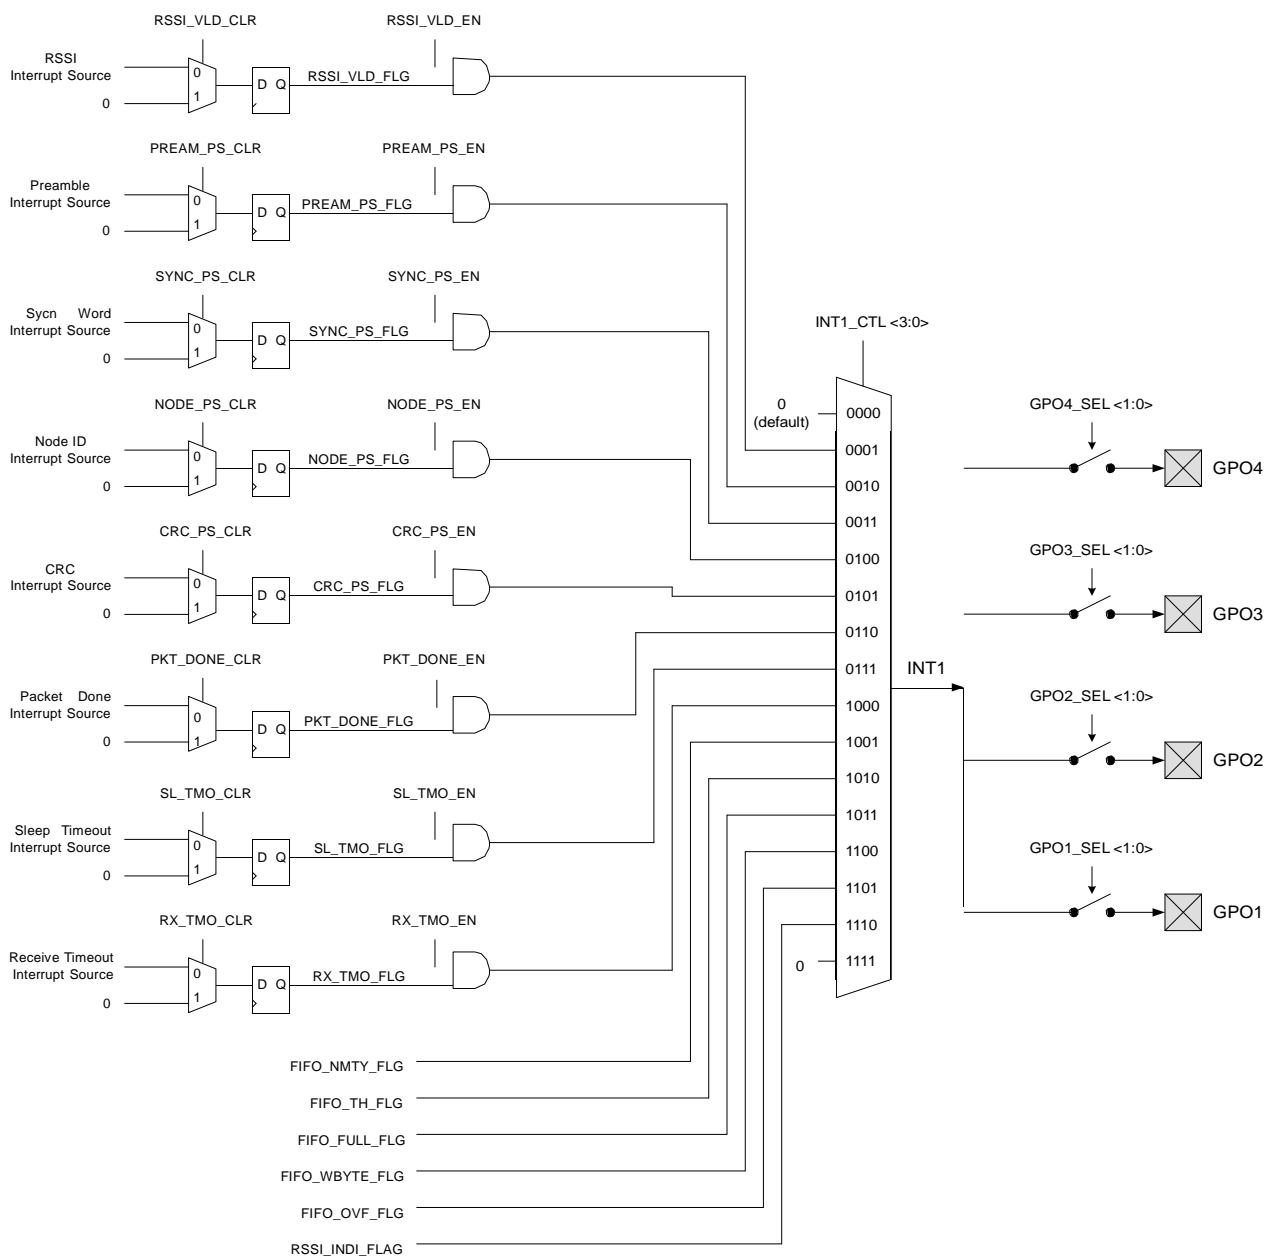 RSSI_VLD_CLR RSSI_VLD_EN
RSSI
Interrupt Source
0
0
1
D Q
RSSI_VLD_FLG
PREAM_PS_CLR PREAM_PS_EN
Preamble
Interrupt Source
0
0
1
D Q
PREAM_PS_FLG
SYNC_PS_CLR SYNC_PS_EN
Sycn Word
Interrupt Source
0
0
1
D Q
SYNC_PS_FLG
NODE_PS_CLR NODE_PS_EN
Node ID
Interrupt Source
0
0
1
D Q
NODE_PS_FLG
CRC_PS_CLR CRC_PS_EN
CRC
Interrupt Source
0
0
1
D Q
CRC_PS_FLG
PKT_DONE_CLR PKT_DONE_EN
Packet Done
Interrupt Source
0
0
1
D Q
PKT_DONE_FLG
SL_TMO_CLR SL_TMO_EN
Sleep Timeout
Interrupt Source
0
0
1
D Q
SL_TMO_FLG
RX_TMO_CLR RX_TMO_EN
Receive Timeout
Interrupt Source
0
0
1
D Q
RX_TMO_FLG
FIFO_NMTY_FLG
FIFO_TH_FLG
FIFO_FULL_FLG
FIFO_WBYTE_FLG
FIFO_OVF_FLG
RSSI_INDI_FLAG
INT1_CTL <3:0>
0
(default)
0000
0001
0010
0011
0100
0101
0110
0111
1000
1001
1010
1011
1100
1101
1110
0
1111
INT1
GPO4_SEL <1:0>
GPO4
GPO3_SEL <1:0>
GPO3
GPO2_SEL <1:0>
GPO2
GPO1_SEL <1:0>
GPO1